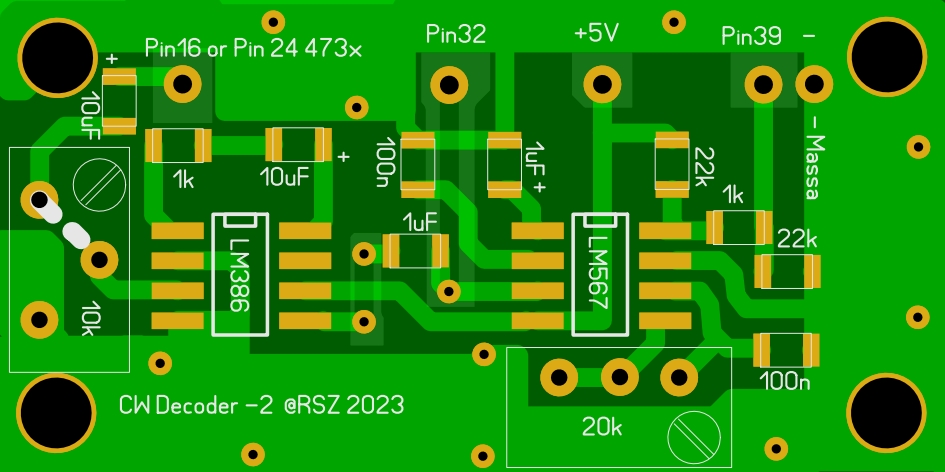 Pin16 or Pin 24 473x
Pin32
+5V
Pin39 -
+
10uF
1k
10uF
+
100n
1uF +
22k
- Massa
1k
1uF
22k
LM386
LM567
10k
100n
CW Decoder -2 @RSZ 2023
20k